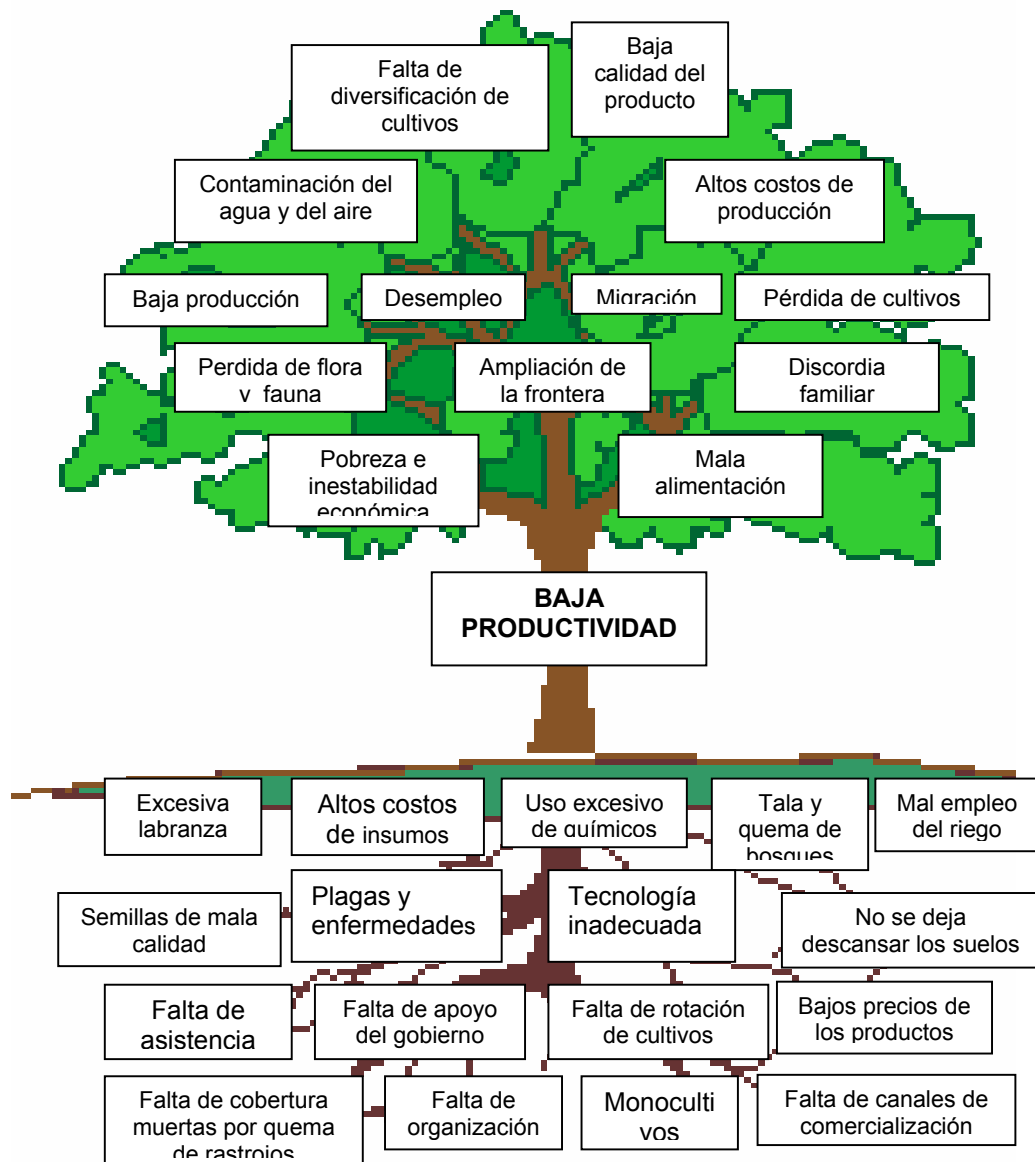 Falta de
diversificación de
cultivos
Baja
calidad del
producto
Contaminación del
agua y del aire
Altos costos de
producción
Baja producción
Desempleo
Migración
Pérdida de cultivos
Perdida de flora
y fauna
Ampliación de
la frontera
Discordia
familiar
Pobreza e
inestabilidad
económica
Mala
alimentación
BAJA
PRODUCTIVIDAD
Excesiva
labranza
Altos costos
de insumos
Uso excesivo
de químicos
Tala y
quema de
bosques
Mal empleo
del riego
Semillas de mala
calidad
Plagas y
enfermedades
Tecnología
inadecuada
No se deja
descansar los suelos
Falta de
asistencia
Falta de apoyo
del gobierno
Falta de rotación
de cultivos
Bajos precios de
los productos
Falta de cobertura
muertas por quema
de rastrojos
Falta de
organización
Monoculti
vos
Falta de canales de
comercialización